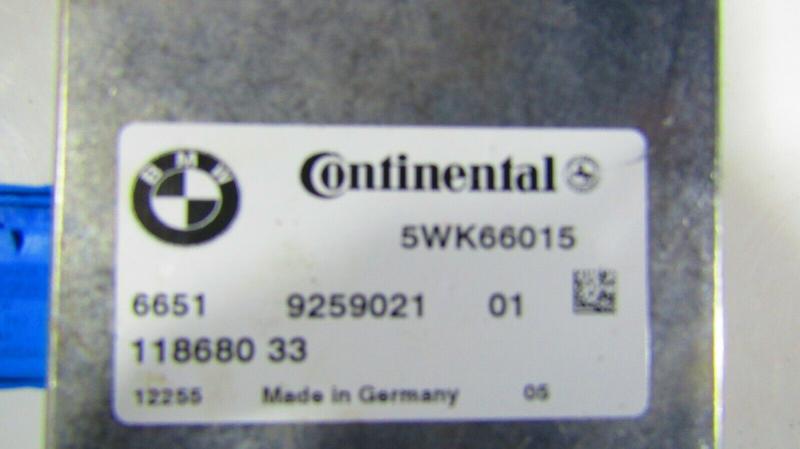 BMW
Continental
5WK66015
6651 9259021 01
118680 33
12255 Made in Germany 05